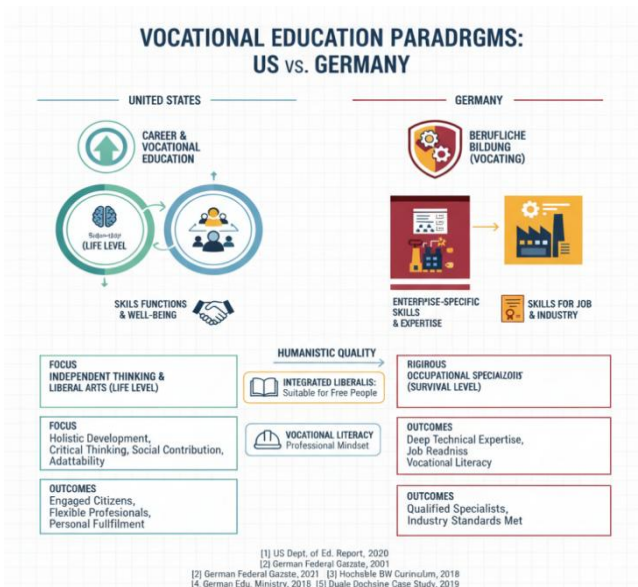 VOCATIONAL EDUCATION PARADRGMS:
US VS. GERMANY
UNITED STATES
GERMANY
CAREER &
VOCATIONAL
EDUCATION
BERUFLICHE
BILDUNG
(VOCATING)
(LIFE LEVEL
SKILS FUNCTIONS
& WELL-BEING
ENTERPISE-SPECIFIC
SKILLS
& EXPERTISE
SKILLS FOR JOB
& INDUSTRY
FOCUS
INDEPENDENT THINKING &
LIBERAL ARTS (LIFE LEVEL)
HUMANISTIC QUALITY
INTEGRATED LIBERALIS:
Suitable for Free People
RIGIROUS
OCCUPATIONAL
(SURVIVAL LEVEL)
FOCUS
Holistic Development,
Critical Thinking, Social Contribution,
Adattability
VOCATIONAL LITERACY
Professional Mindset
OUTCOMES
Deep Technical Expertise,
Job Readniss
Vocational Literacy
OUTCOMES
Engaged Citizens,
Flexible Profesionals,
Personal Fullfilment
OUTCOMES
Qualified Specialists,
Industry Standards Met
[1] US Dept. of Ed. Report, 2020
[2] German Federal Gazzate, 2001
[2] German Federal Gazste, 2021 [3] Hochsble BW Curinulum, 2018
[4. German Edu. Ministry, 2018 [5] Duale Dochsine Case Study, 2019